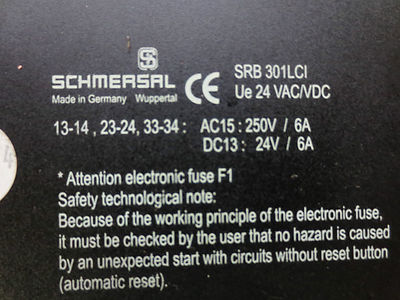 S
SCHMERSAL
Made in Germany Wuppertal
CE
SRB 301LCI
Ue 24 VAC/VDC
13-14 , 23-24, 33-34 : AC15 : 250V / 6A
DC13 : 24V / 6A
* Attention electronic fuse F1
Safety technological note:
Because of the working principle of the electronic fuse,
it must be checked by the user that no hazard is caused
by an unexpected start with circuits without reset button
(automatic reset).
4